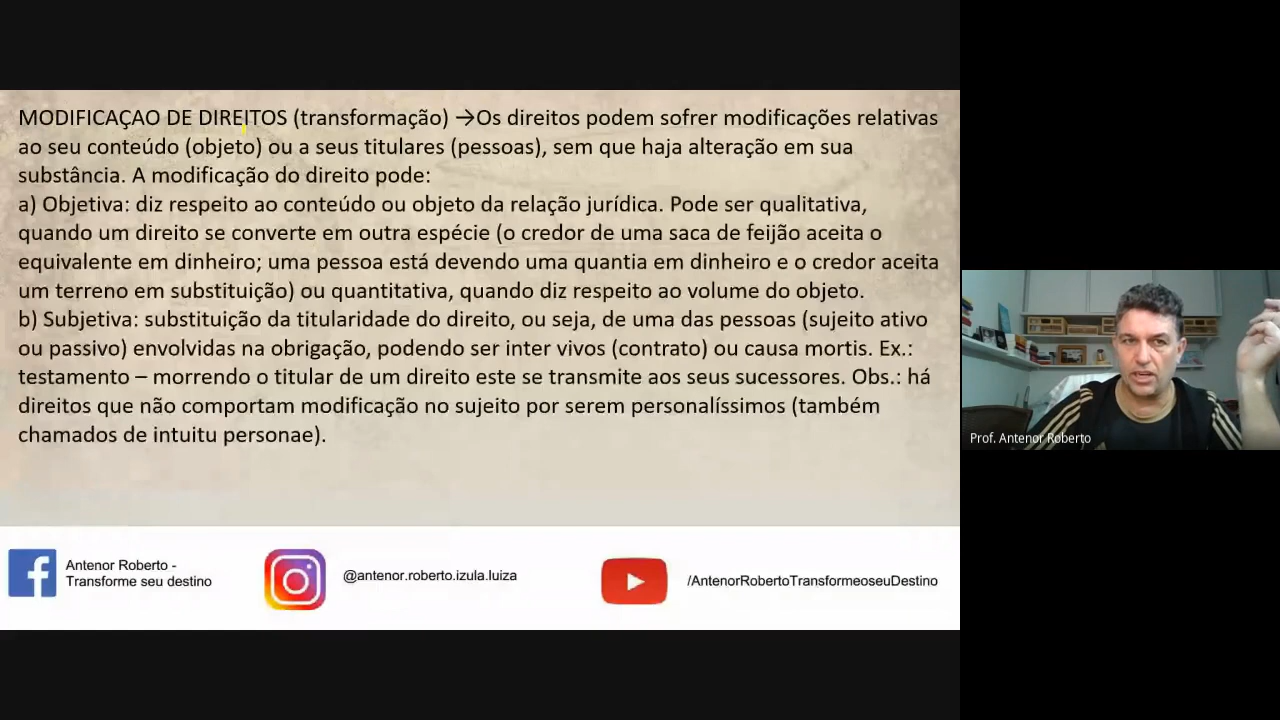 MODIFICAÇAO DE DIREITOS (transformação) →Os direitos podem sofrer modificações relativas
ao seu conteúdo (objeto) ou a seus titulares (pessoas), sem que haja alteração em sua
substância. A modificação do direito pode:
a) Objetiva: diz respeito ao conteúdo ou objeto da relação jurídica. Pode ser qualitativa,
quando um direito se converte em outra espécie (o credor de uma saca de feijão aceita o
equivalente em dinheiro; uma pessoa está devendo uma quantia em dinheiro e o credor aceita
um terreno em substituição) ou quantitativa, quando diz respeito ao volume do objeto.
b) Subjetiva: substituição da titularidade do direito, ou seja, de uma das pessoas (sujeito ativo
ou passivo) envolvidas na obrigação, podendo ser inter vivos (contrato) ou causa mortis. Ex.:
testamento – morrendo o titular de um direito este se transmite aos seus sucessores. Obs.: há
direitos que não comportam modificação no sujeito por serem personalíssimos (também
chamados de intuitu personae).
Prof. Antenor Roberto
Antenor Roberto -
Transforme seu destino
@antenor.roberto.izula.luiza
/AntenorRobertoTransformeoseuDestino